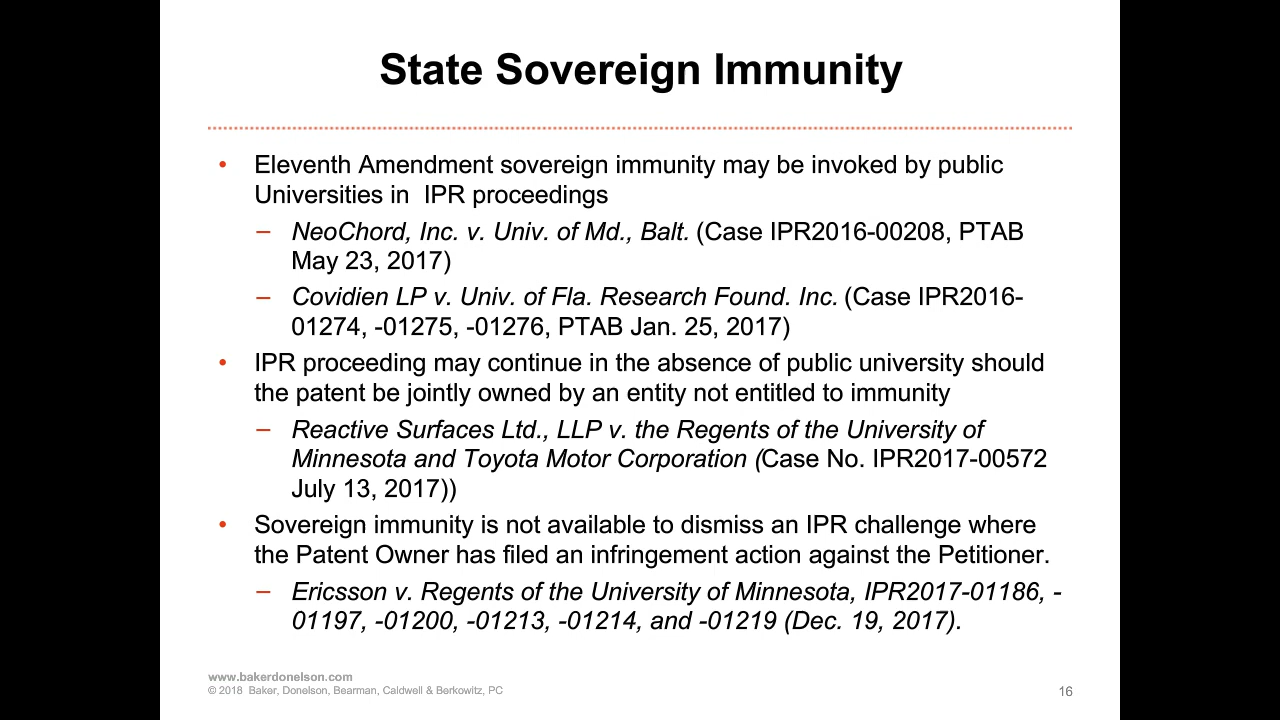 State Sovereign Immunity
• Eleventh Amendment sovereign immunity may be invoked by public
Universities in  IPR proceedings
– NeoChord, Inc. v. Univ. of Md., Balt. (Case IPR2016-00208, PTAB
May 23, 2017)
– Covidien LP v. Univ. of Fla. Research Found. Inc. (Case IPR2016-
01274, -01275, -01276, PTAB Jan. 25, 2017)
• IPR proceeding may continue in the absence of public university should
the patent be jointly owned by an entity not entitled to immunity
– Reactive Surfaces Ltd., LLP v. the Regents of the University of
Minnesota and Toyota Motor Corporation (Case No. IPR2017-00572
July 13, 2017))
• Sovereign immunity is not available to dismiss an IPR challenge where
the Patent Owner has filed an infringement action against the Petitioner.
– Ericsson v. Regents of the University of Minnesota, IPR2017-01186, -
01197, -01200, -01213, -01214, and -01219 (Dec. 19, 2017).
www.bakerdonelson.com
© 2018  Baker, Donelson, Bearman, Caldwell & Berkowitz, PC
16